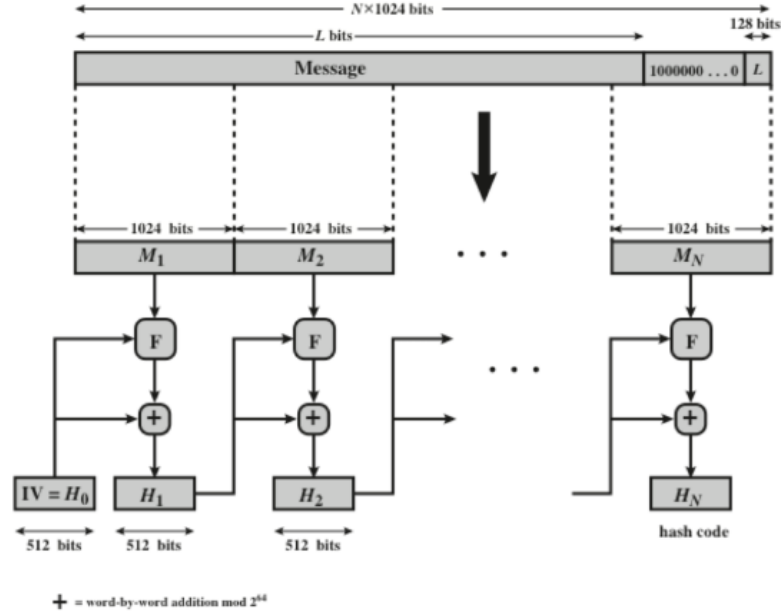 N×1024 bits
L bits
128 bits
Message
1000000 . . . 0
L
1024 bits
1024 bits
1024 bits
M1
M2
. . .
MN
F
F
F
. . .
+
+
+
IV = H0
H1
H2
HN
512 bits
512 bits
512 bits
hash code
+ = word-by-word addition mod 2^64